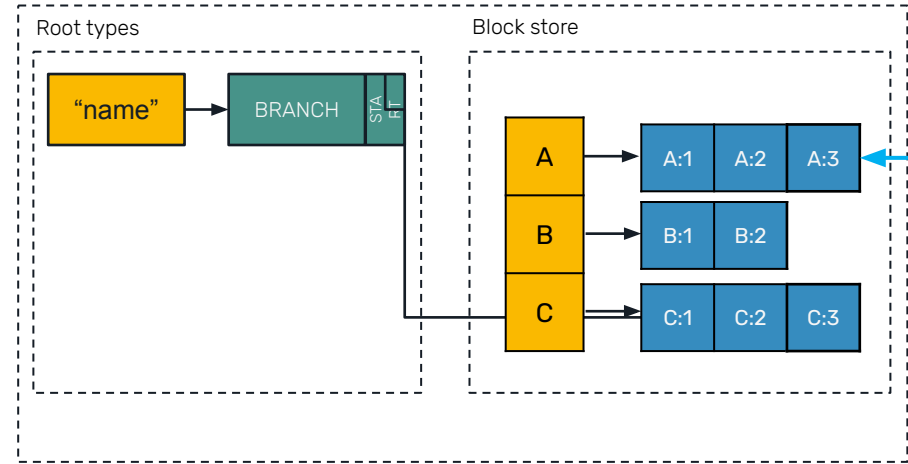 Root types
Block store
“name”
BRANCH
STA
RT
A
A:1
A:2
A:3
B
B:1
B:2
C
C:1
C:2
C:3